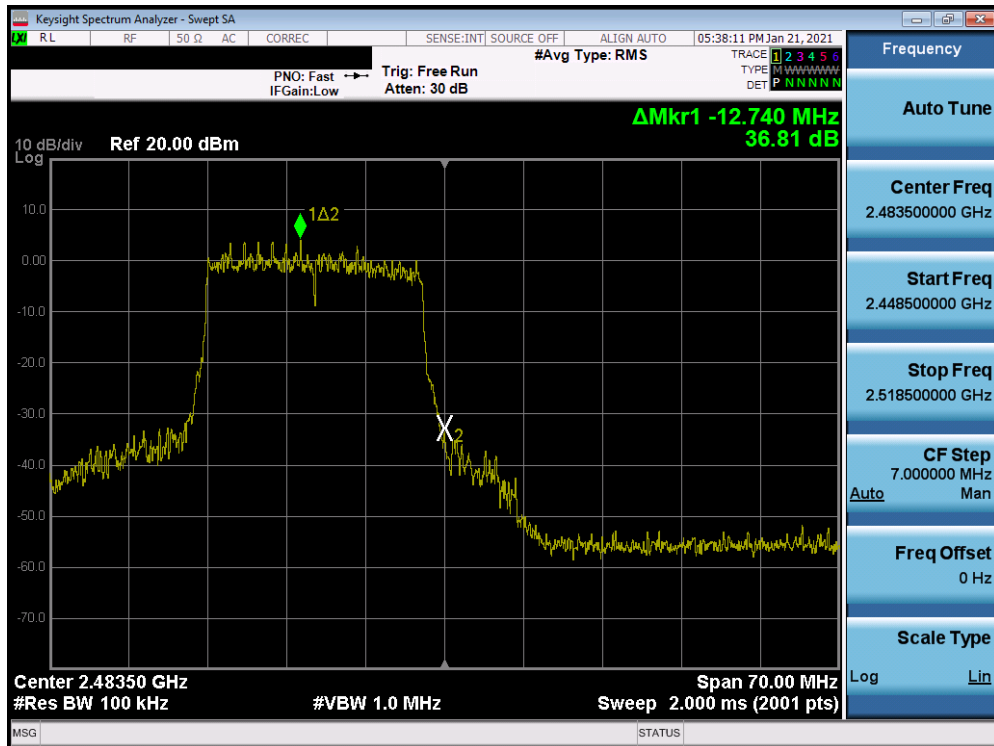 Keysight Spectrum Analyzer - Swept SA
LXI RL RF 50 Ω AC CORREC SENSE:INT SOURCE OFF ALIGN AUTO 05:38:11 PM Jan 21, 2021
#Avg Type: RMS
TRACE 1 2 3 4 5 6
PNO: Fast Trig: Free Run
TYPE M W W W W W
IFGain:Low Atten: 30 dB
DET P N N N N N
ΔMkr1 -12.740 MHz
36.81 dB
10 dB/div Ref 20.00 dBm
Log
10.0
0.00
-10.0
-20.0
-30.0
-40.0
-50.0
-60.0
-70.0
1Δ2
2
Center 2.48350 GHz Span 70.00 MHz
#Res BW 100 kHz #VBW 1.0 MHz Sweep 2.000 ms (2001 pts)
MSG STATUS
Frequency
Auto Tune
Center Freq
2.483500000 GHz
Start Freq
2.448500000 GHz
Stop Freq
2.518500000 GHz
CF Step
7.000000 MHz
Auto Man
Freq Offset
0 Hz
Scale Type
Log Lin